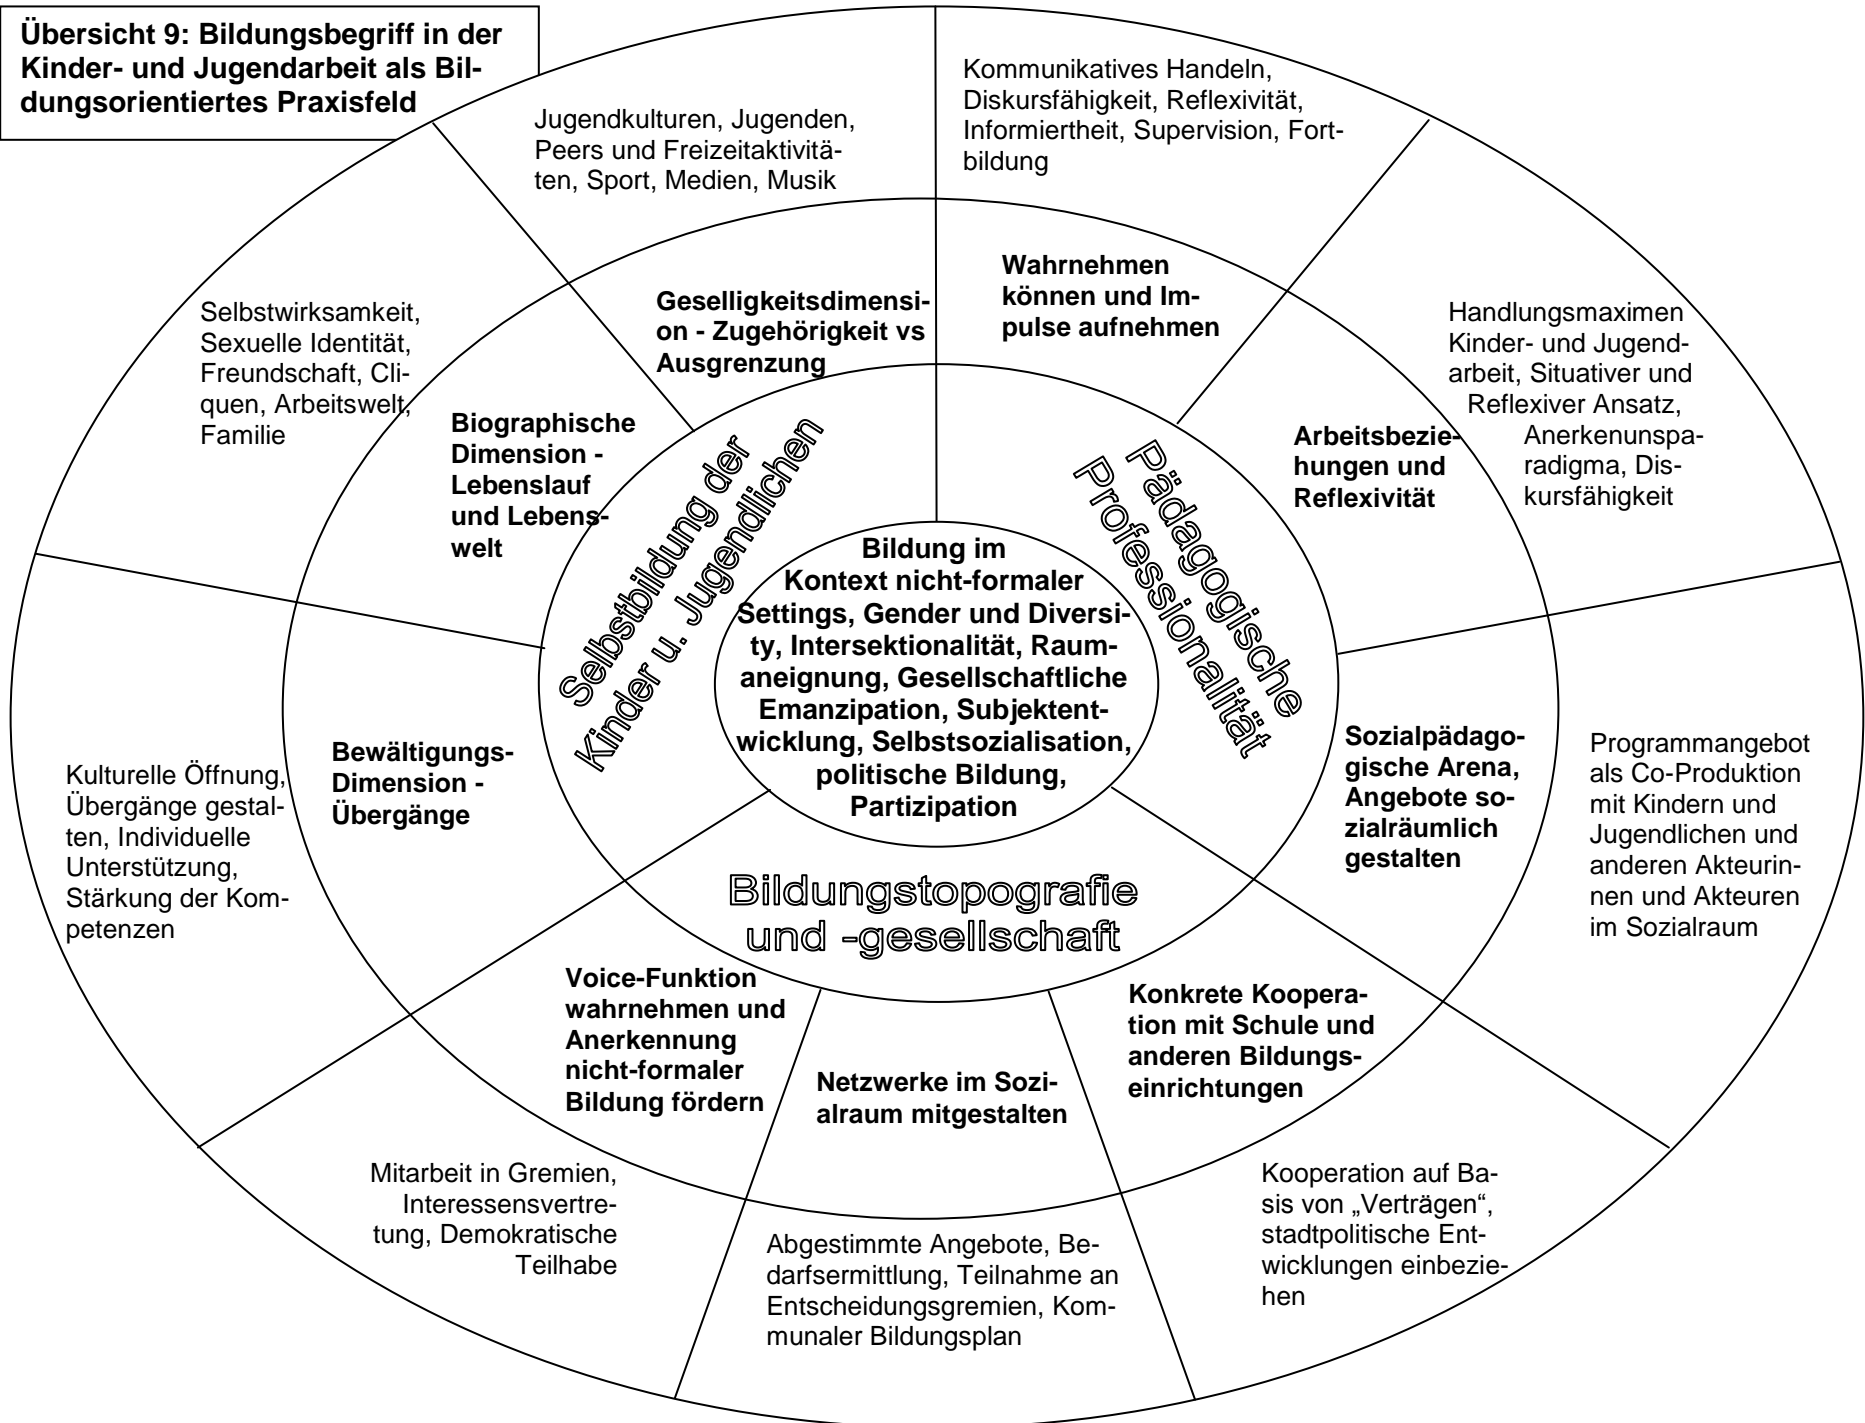 Übersicht 9: Bildungsbegriff in der
Kinder- und Jugendarbeit als Bil-
dungsorientiertes Praxisfeld
Jugendkulturen, Jugenden,
Peers und Freizeitaktivitä-
ten, Sport, Medien, Musik
Kommunikatives Handeln,
Diskursfähigkeit, Reflexivität,
Informiertheit, Supervision, Fort-
bildung
Selbstwirksamkeit,
Sexuelle Identität,
Freundschaft, Cli-
quen, Arbeitswelt,
Familie
Geselligkeitsdimensi-
on - Zugehörigkeit vs
Ausgrenzung
Wahrnehmen
können und Im-
pulse aufnehmen
Handlungsmaximen
Kinder- und Jugend-
arbeit, Situativer und
Reflexiver Ansatz,
Anerkenunspa-
radigma, Dis-
kursfähigkeit
Biographische
Dimension -
Lebenslauf
und Lebens-
welt
Selbstbildung der
Kinder u. Jugendlichen
Pädagogische
Professionalität
Arbeitsbezie-
hungen und
Reflexivität
Bildung im
Kontext nicht-formaler
Settings, Gender und Diversi-
ty, Intersektionalität, Raum-
aneignung, Gesellschaftliche
Emanzipation, Subjektent-
wicklung, Selbstsozialisation,
politische Bildung,
Partizipation
Kulturelle Öffnung,
Übergänge gestal-
ten, Individuelle
Unterstützung,
Stärkung der Kom-
petenzen
Bewältigungs-
Dimension -
Übergänge
Sozialpädago-
gische Arena,
Angebote so-
zialräumlich
gestalten
Programmangebot
als Co-Produktion
mit Kindern und
Jugendlichen und
anderen Akteurin-
nen und Akteuren
im Sozialraum
Bildungstopografie
und -gesellschaft
Voice-Funktion
wahrnehmen und
Anerkennung
nicht-formaler
Bildung fördern
Netzwerke im Sozi-
alraum mitgestalten
Konkrete Koopera-
tion mit Schule und
anderen Bildungs-
einrichtungen
Mitarbeit in Gremien,
Interessensvertre-
tung, Demokratische
Teilhabe
Abgestimmte Angebote, Be-
darfsermittlung, Teilnahme an
Entscheidungsgremien, Kom-
munaler Bildungsplan
Kooperation auf Ba-
sis von „Verträgen“,
stadtpolitische Ent-
wicklungen einbezie-
hen